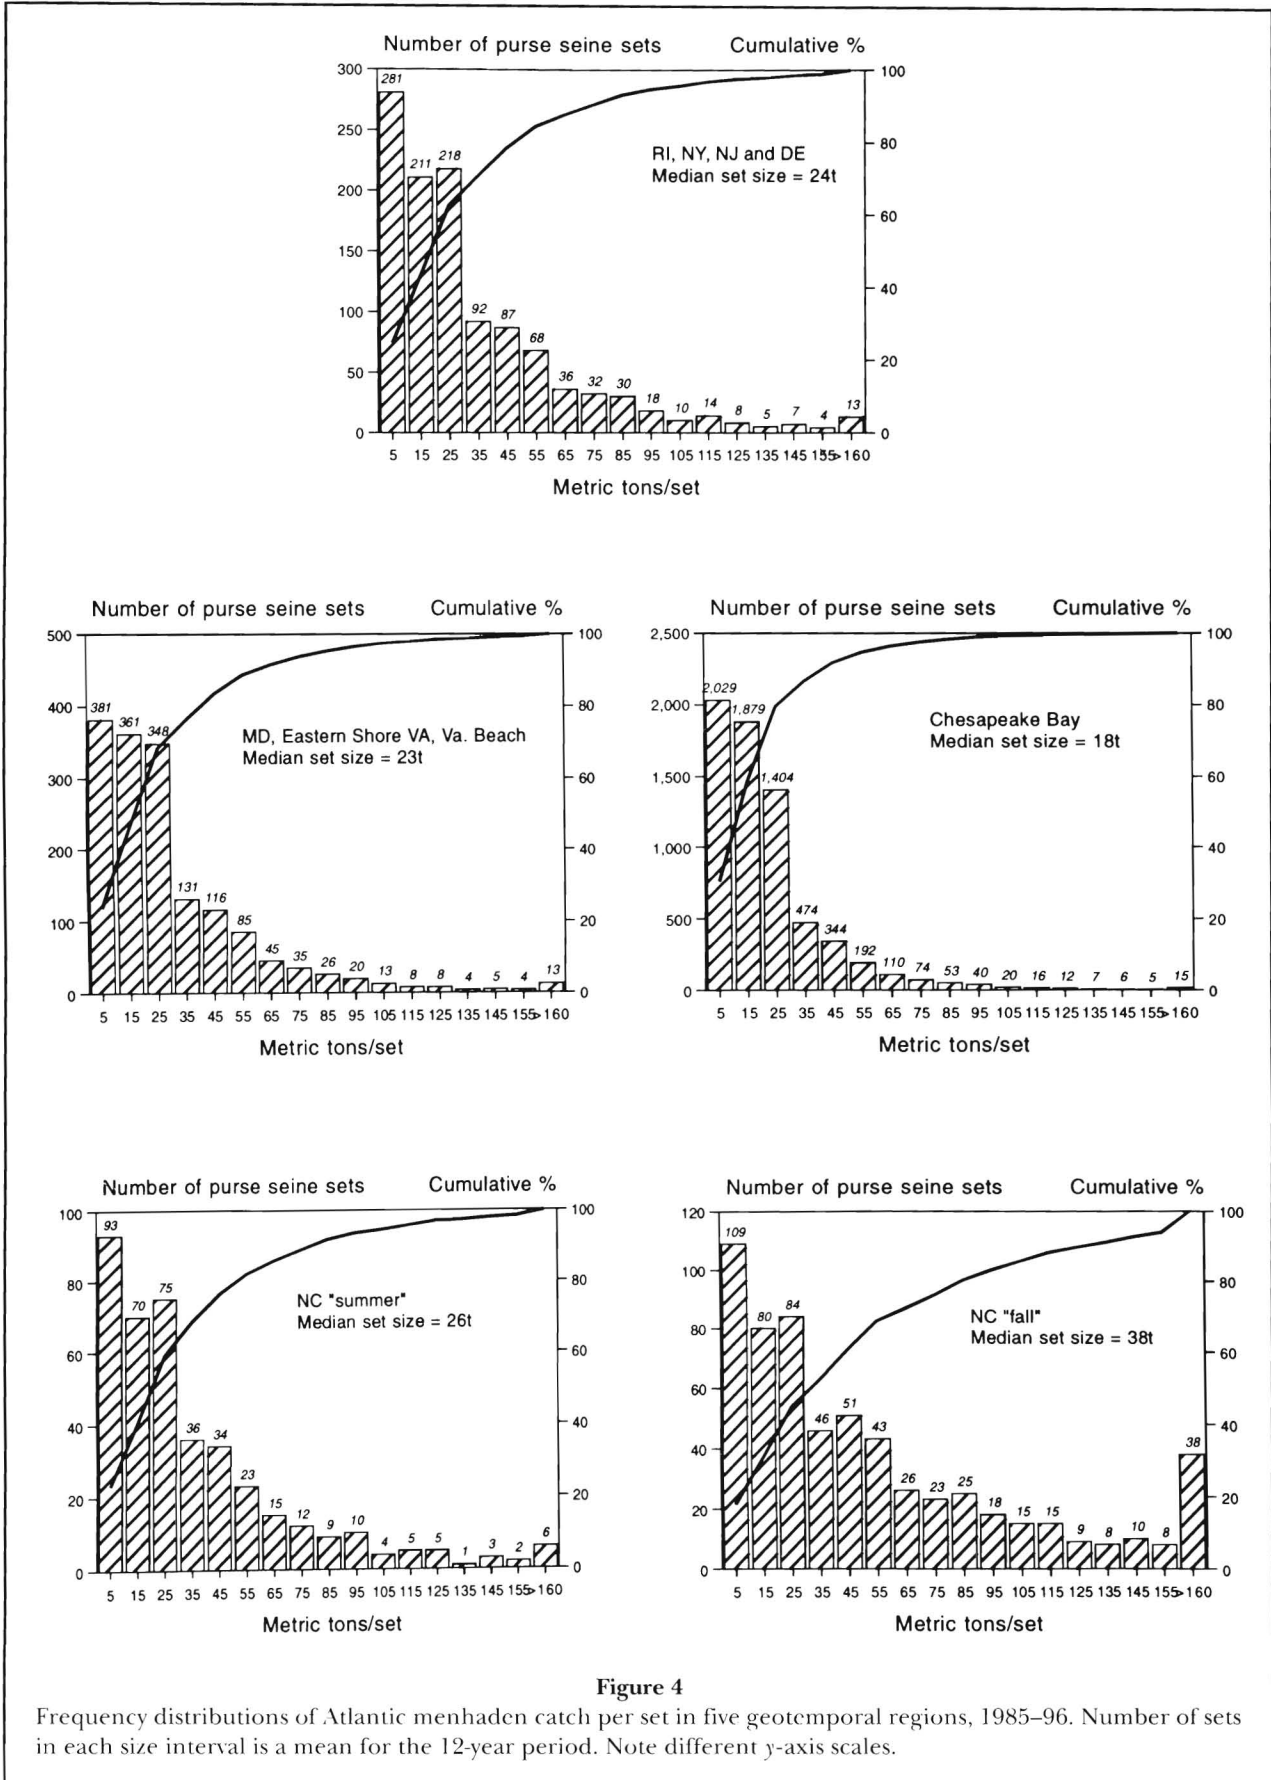 Number of purse seine sets Cumulative %
300 100
281
250
80
RI, NY, NJ and DE
211 218
Median set size = 24t
200
60
150
40
100 92 87
68
20
50
36 32 30
18 10 14 8 5 7 4 13
0 0
5 15 25 35 45 55 65 75 85 95 105 115 125 135 145 155 >160
Metric tons/set
Number of purse seine sets Cumulative %
500 100
400 80
381 361 348
MD, Eastern Shore VA, Va. Beach
Median set size = 23t
300 60
200 40
131 116
100 85 20
45 35 26 20 13 8 8 4 5 4 13
0 0
5 15 25 35 45 55 65 75 85 95 105 115 125 135 145 155 >160
Metric tons/set
Number of purse seine sets Cumulative %
2,500 100
2,029
2,000 80
1,879
Chesapeake Bay
Median set size = 18t
1,500 60
1,404
1,000 40
500 20
474 344 192 110 74 53 40 20 16 12 7 6 5 15
0 0
5 15 25 35 45 55 65 75 85 95 105 115 125 135 145 155 >160
Metric tons/set
Number of purse seine sets Cumulative %
100 100
93
80 80
75
70
NC "summer"
Median set size = 26t
60 60
40 40
36 34
23
20 20
15 12 9 10 4 5 5 1 3 2 6
0 0
5 15 25 35 45 55 65 75 85 95 105 115 125 135 145 155 >160
Metric tons/set
Number of purse seine sets Cumulative %
120 100
109
100
80
80 84
NC "fall"
Median set size = 38t
80
60
60
51
46 43
40 40
38
26 23 25
20 20
18 15 15 9 8 10 8
0 0
5 15 25 35 45 55 65 75 85 95 105 115 125 135 145 155 >160
Metric tons/set
Figure 4
Frequency distributions of Atlantic menhaden catch per set in five geotemporal regions, 1985–96. Number of sets
in each size interval is a mean for the 12-year period. Note different y-axis scales.